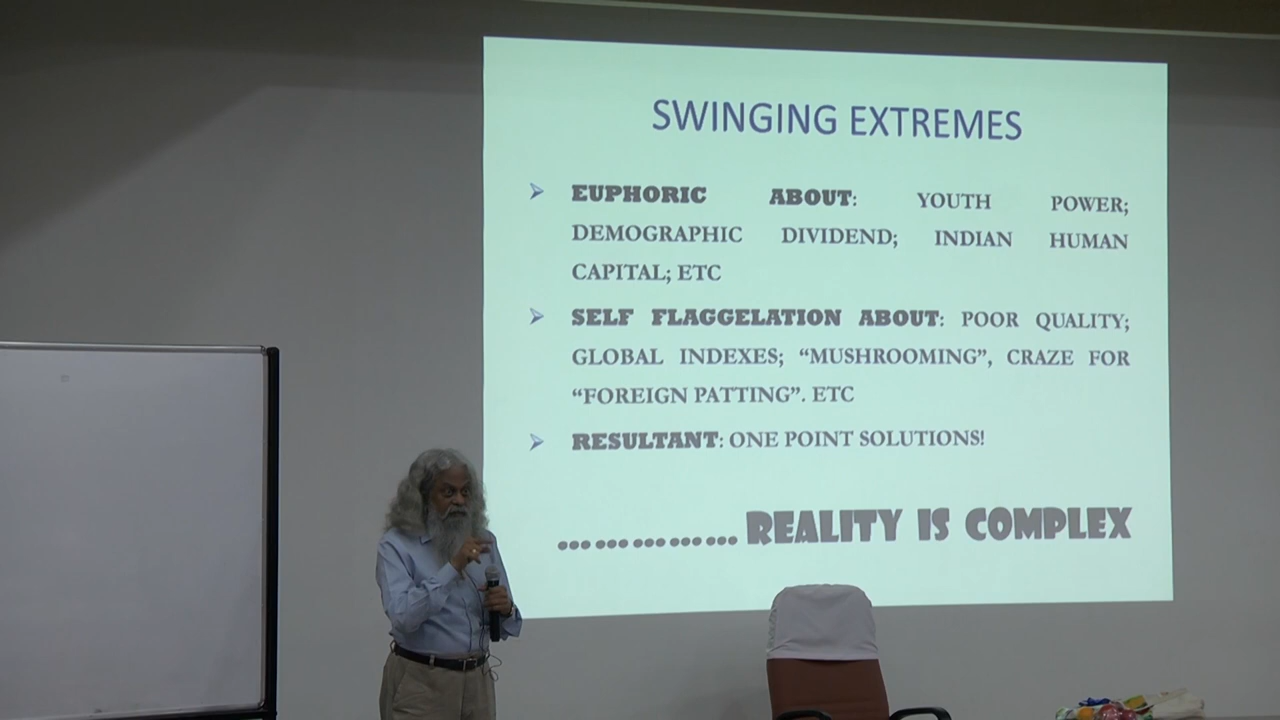 SWINGING EXTREMES
EUPHORIC ABOUT: YOUTH POWER;
DEMOGRAPHIC DIVIDEND; INDIAN HUMAN
CAPITAL; ETC
SELF FLAGGELATION ABOUT: POOR QUALITY;
GLOBAL INDEXES; “MUSHROOMING”, CRAZE FOR
“FOREIGN PATTING”. ETC
RESULTANT: ONE POINT SOLUTIONS!
............... REALITY IS COMPLEX